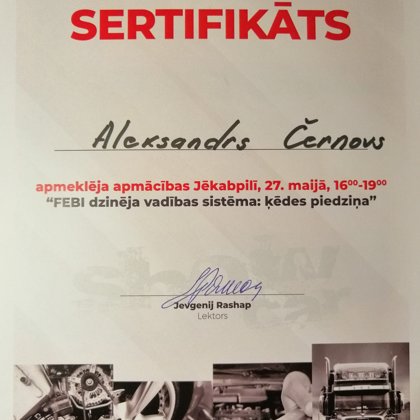 SERTIFIKĀTS
Aleksandrs Černovs
apmeklēja apmācības Jēkabpilī, 27. maijā, 16⁰⁰-19⁰⁰
“FEBI dzinēja vadības sistēma: ķēdes piedziņa”
Jevgenij Rashap
Lektors